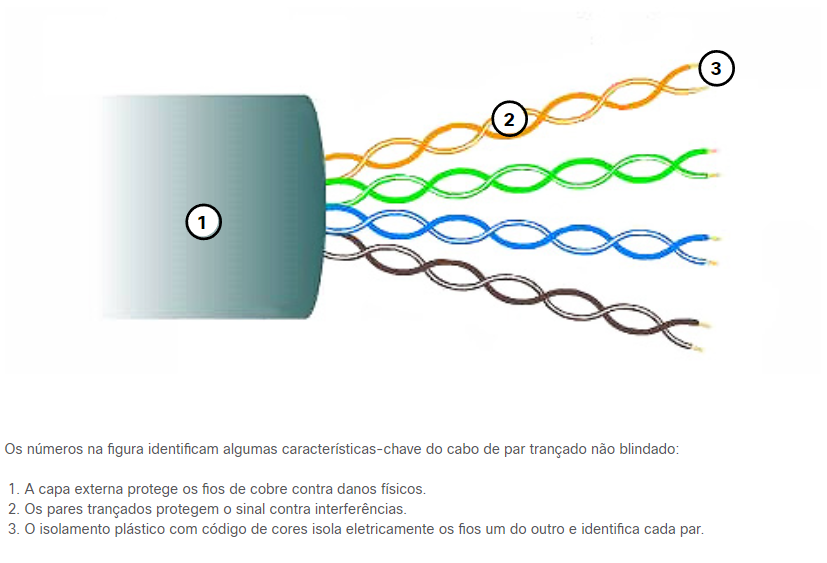 3
2
1
Os números na figura identificam algumas características-chave do cabo de par trançado não blindado:
1. A capa externa protege os fios de cobre contra danos físicos.
2. Os pares trançados protegem o sinal contra interferências.
3. O isolamento plástico com código de cores isola eletricamente os fios um do outro e identifica cada par.